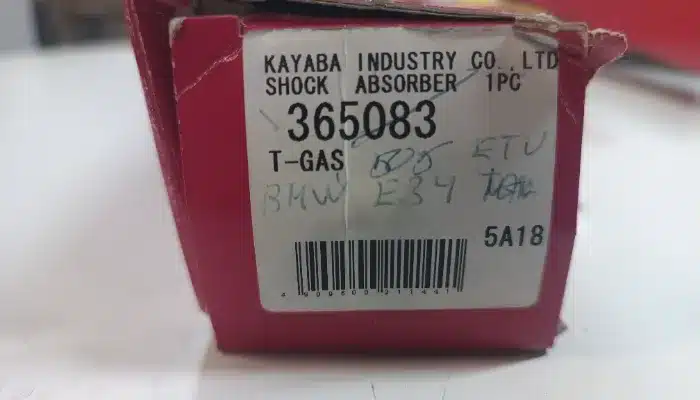 KAYABA INDUSTRY CO.,LTD
SHOCK ABSORBER 1PC
365083
T-GAS
BMW E34
5A18